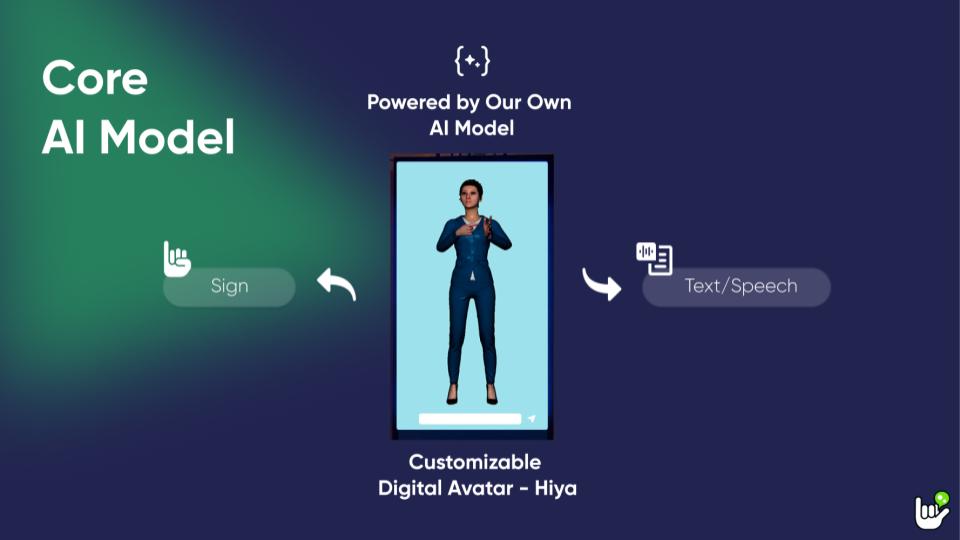 Core
AI Model
Powered by Our Own
AI Model
Sign
Text/Speech
Customizable
Digital Avatar - Hiya